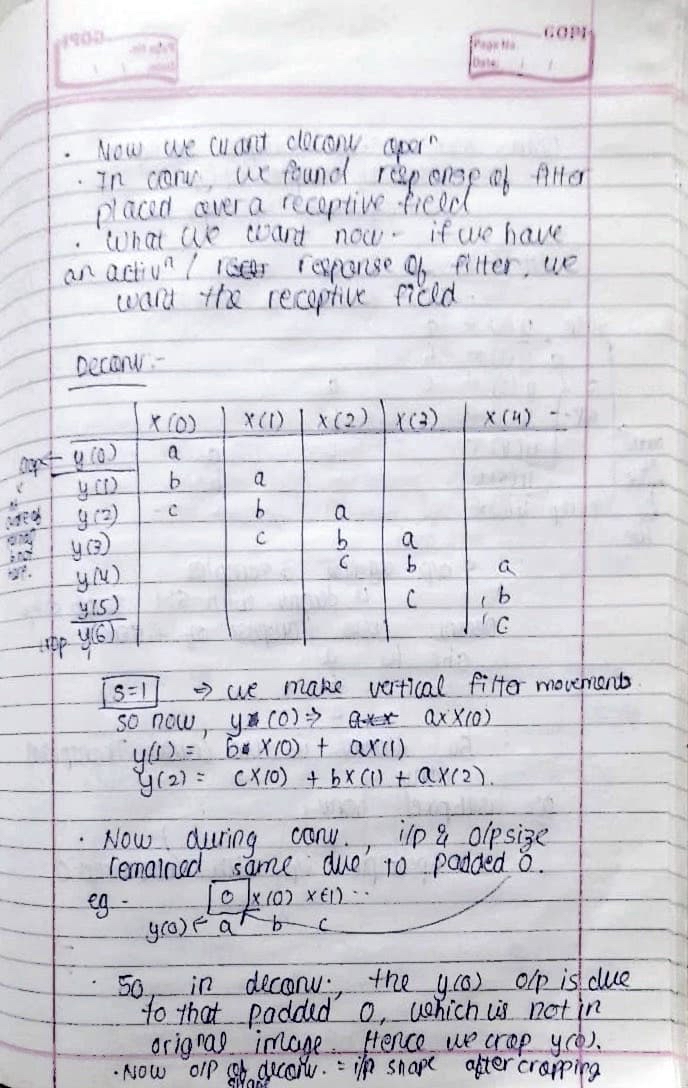 GOPI
Page No.
Date: / /
· Now we want deconv opern
· In conv, we found response of filter
placed over a receptive field
· What we want now - if we have
an activn / response of filter, we
want the receptive field.
Deconv :-
x(0) x(1) x(2) x(3) x(4) --
y(0) a
y(1) b a
y(2) c b a
y(3) c b a
y(4) c b a
y(5) c b
crop y(6) c
S=1 ⇒ we make vertical filter movements.
so now, y(0) ⇒ a x X(0)
y(1) = b x X(0) + ax(1)
y(2) = cX(0) + bX(1) + aX(2).
· Now, during conv., i/p & o/p size
remained same due to padded 0.
eg - 0 x(0) x(1) --
y(0) ← a b c
· So, in deconv., the y(0) o/p is due
to that padded 0, which is not in
orignal image. Hence we crop y(0).
· Now o/p shape of deconv. = i/p shape after cropping